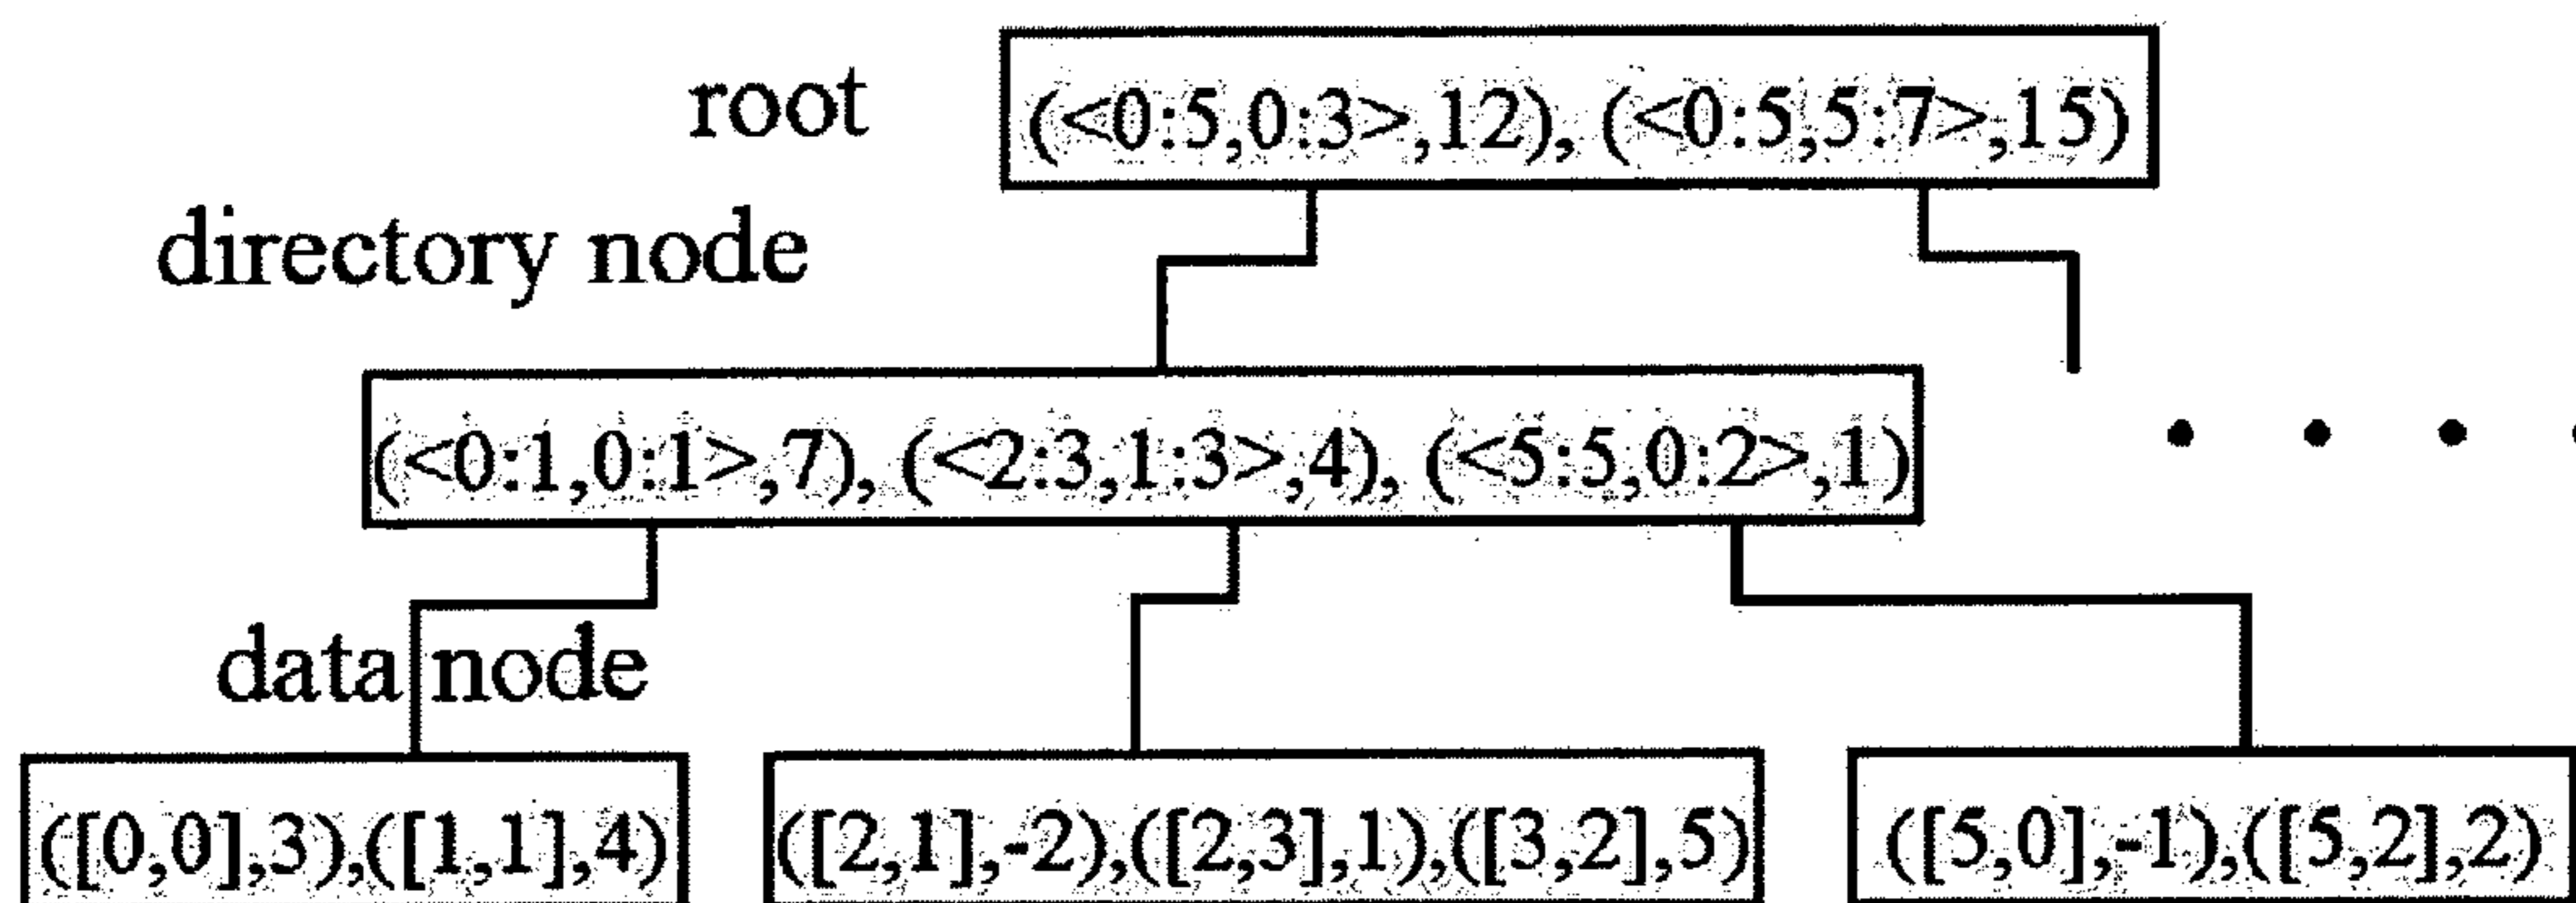 root
(<0:5,0:3>,12), (<0:5,5:7>,15)
directory node
(<0:1,0:1>,7), (<2:3,1:3>,4), (<5:5,0:2>,1)
data node
([0,0],3),([1,1],4)
([2,1],-2),([2,3],1),([3,2],5)
([5,0],-1),([5,2],2)